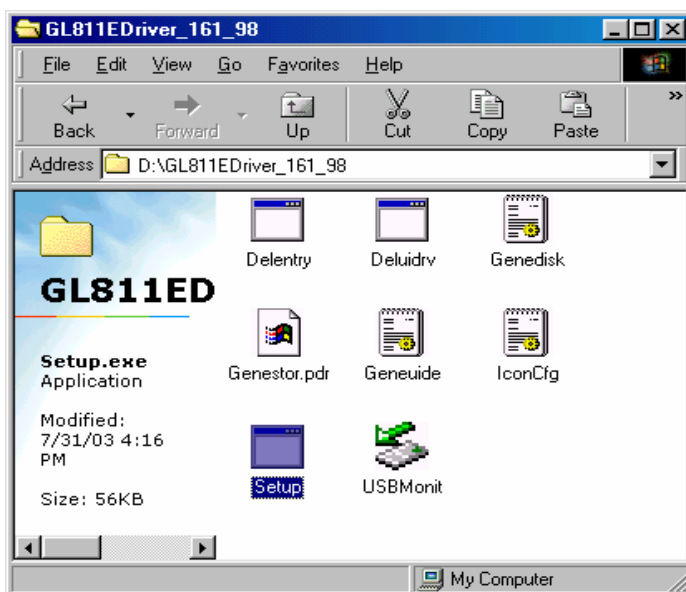 GL811EDriver_161_98
File Edit View Go Favorites Help
Back Forward Up Cut Copy Paste »
Address D:\GL811EDriver_161_98
GL811ED
Setup.exe
Application
Modified:
7/31/03 4:16
PM
Size: 56KB
Delentry Deluidrv Genedisk
Genestor.pdr Geneuide IconCfg
Setup USBMonit
My Computer